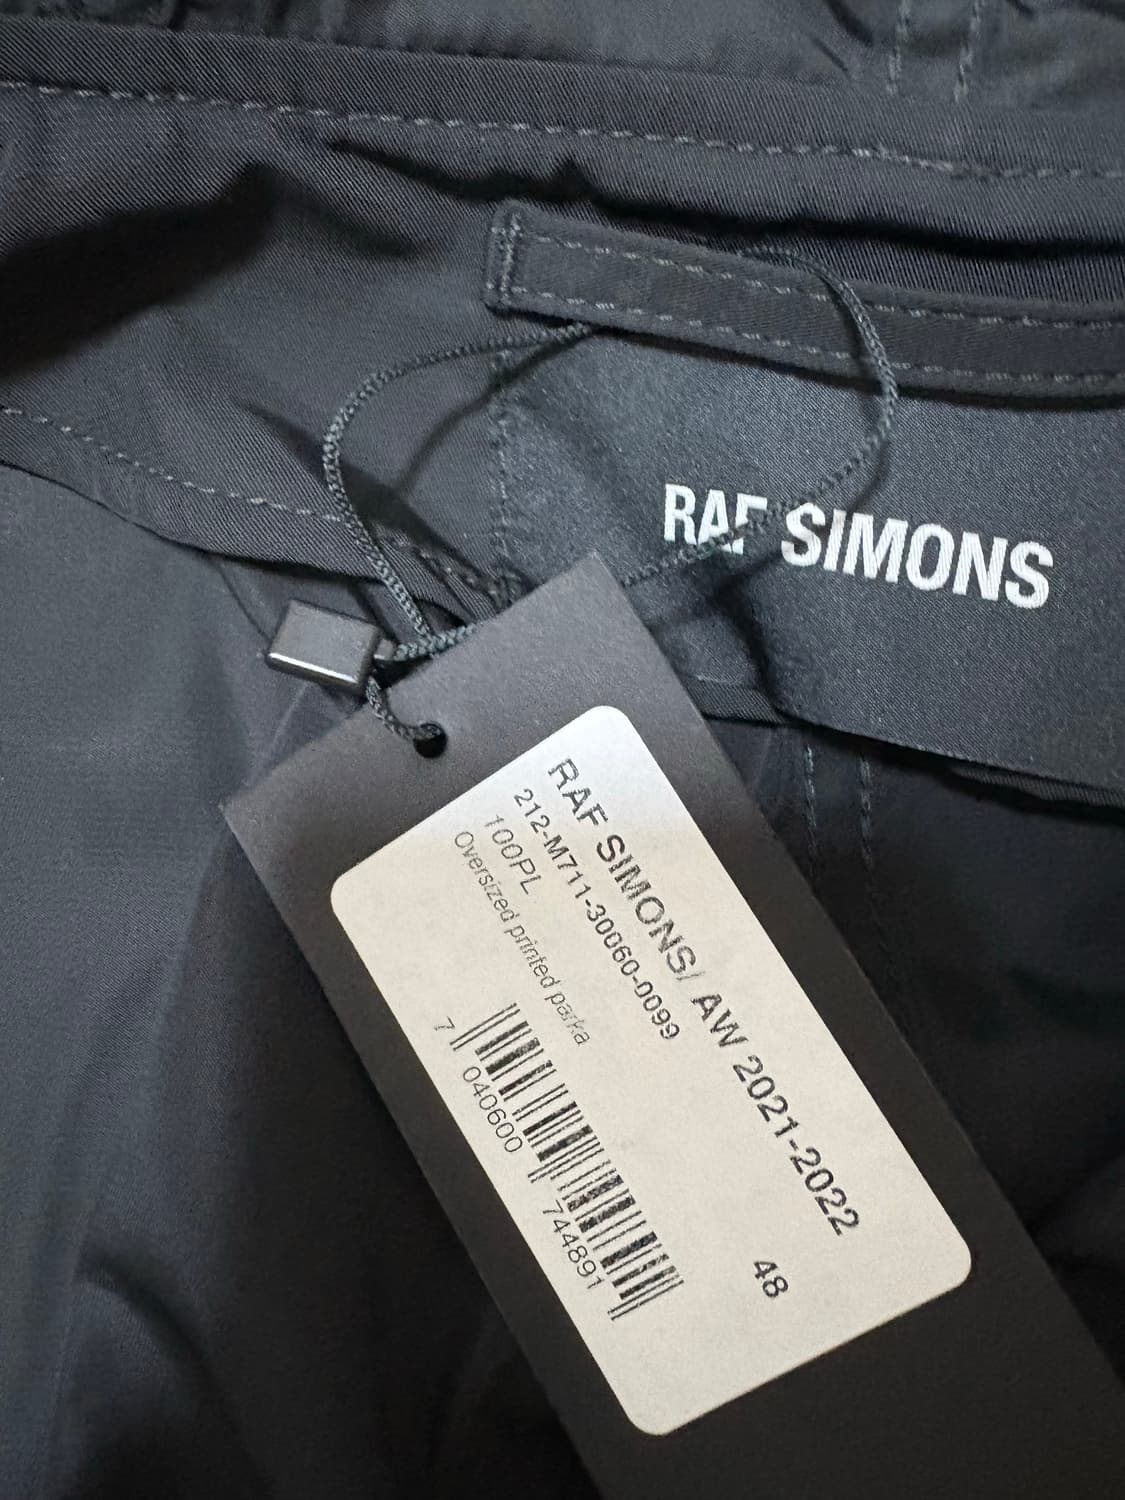 RAF SIMONS
RAF SIMONS/ AW 2021-2022
212-M711-30060-0099
100PL
Oversized printed parka
48
7 040600 744891